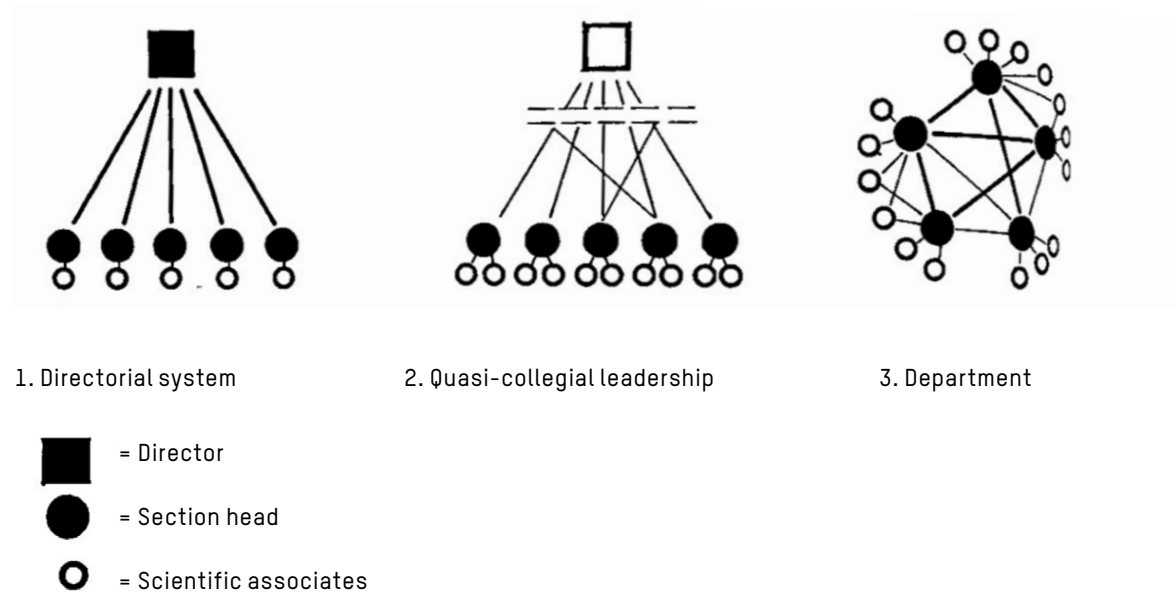 1. Directorial system
2. Quasi-collegial leadership
3. Department
= Director
= Section head
= Scientific associates